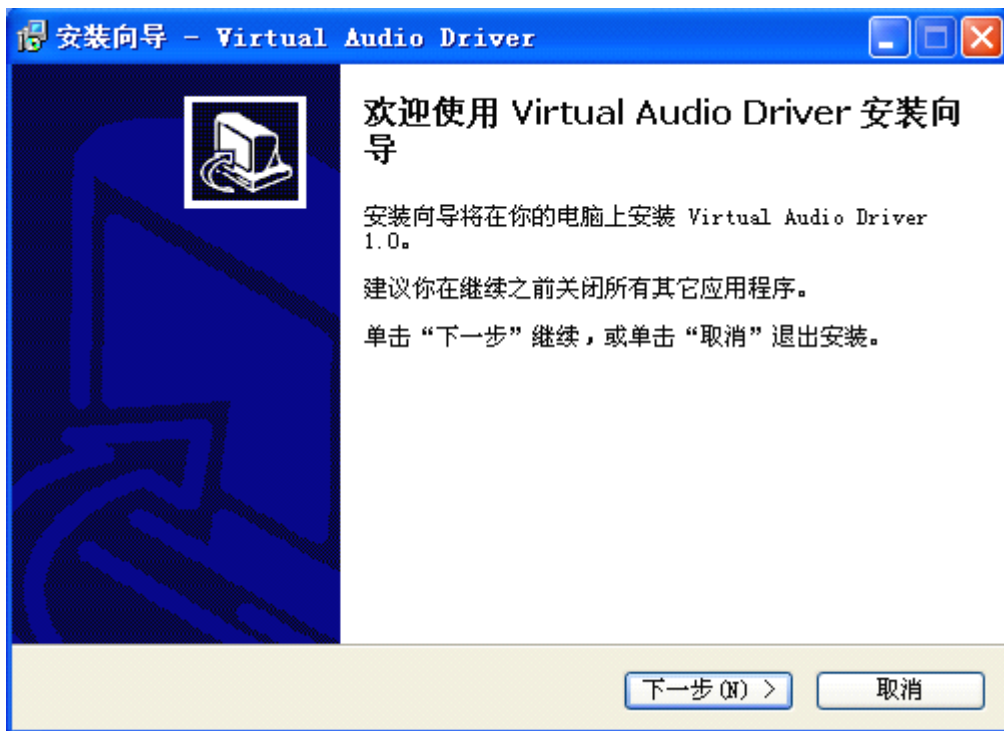 安装向导 - Virtual Audio Driver
欢迎使用 Virtual Audio Driver 安装向
导
安装向导将在你的电脑上安装 Virtual Audio Driver
1.0。
建议你在继续之前关闭所有其它应用程序。
单击“下一步”继续，或单击“取消”退出安装。
下一步(N) >
取消